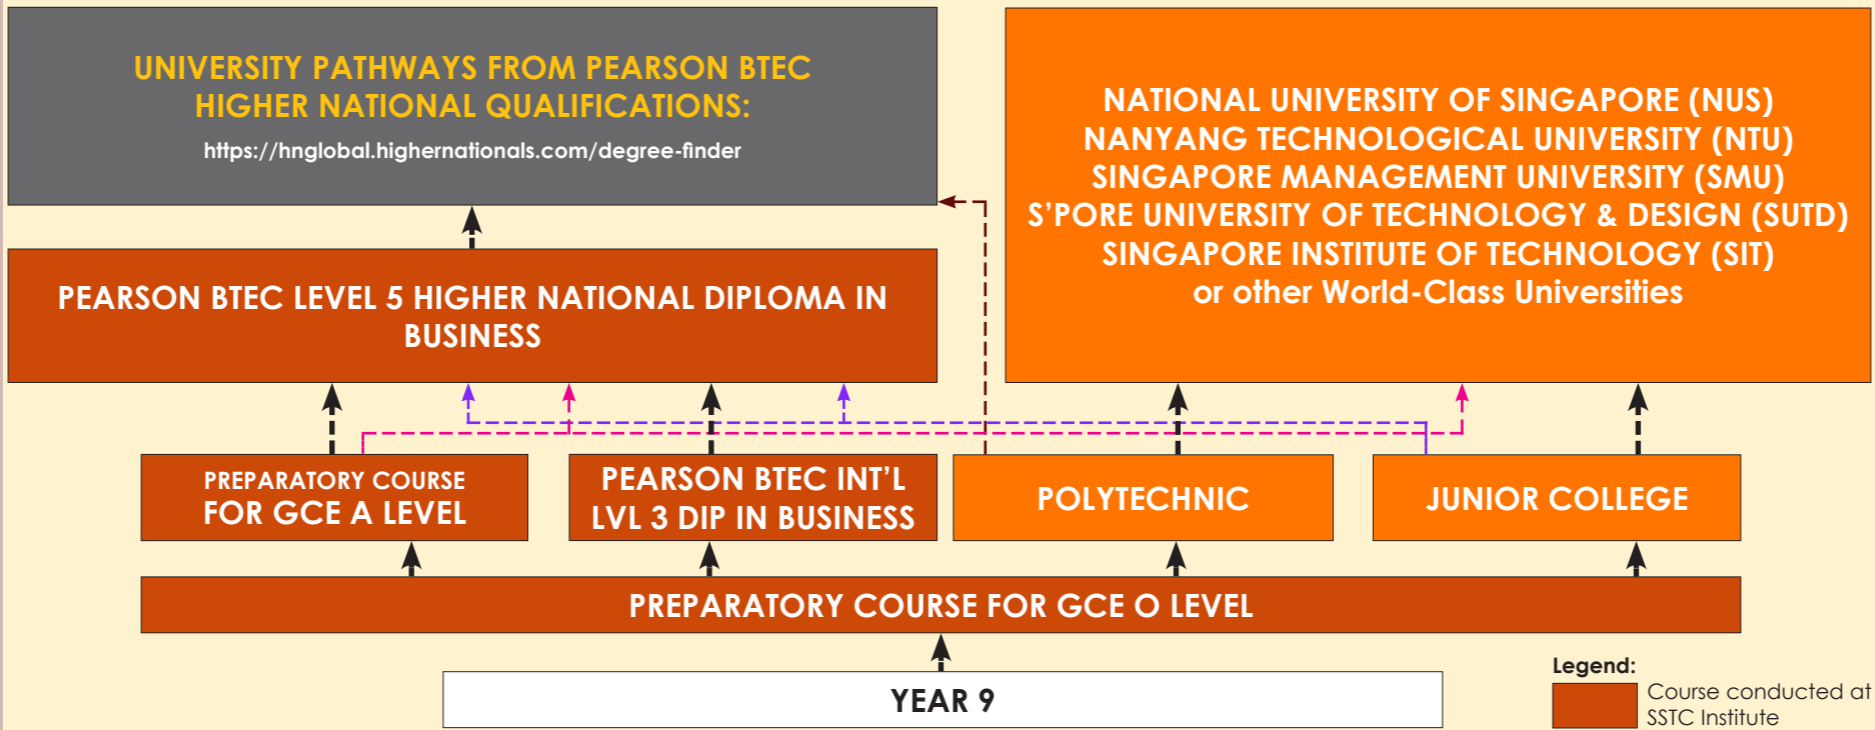 UNIVERSITY PATHWAYS FROM PEARSON BTEC
HIGHER NATIONAL QUALIFICATIONS:
https://hnglobal.highernationals.com/degree-finder
NATIONAL UNIVERSITY OF SINGAPORE (NUS)
NANYANG TECHNOLOGICAL UNIVERSITY (NTU)
SINGAPORE MANAGEMENT UNIVERSITY (SMU)
S'PORE UNIVERSITY OF TECHNOLOGY & DESIGN (SUTD)
SINGAPORE INSTITUTE OF TECHNOLOGY (SIT)
or other World-Class Universities
PEARSON BTEC LEVEL 5 HIGHER NATIONAL DIPLOMA IN
BUSINESS
PREPARATORY COURSE
FOR GCE A LEVEL
PEARSON BTEC INT'L
LVL 3 DIP IN BUSINESS
POLYTECHNIC
JUNIOR COLLEGE
PREPARATORY COURSE FOR GCE O LEVEL
YEAR 9
Legend:
Course conducted at
SSTC Institute